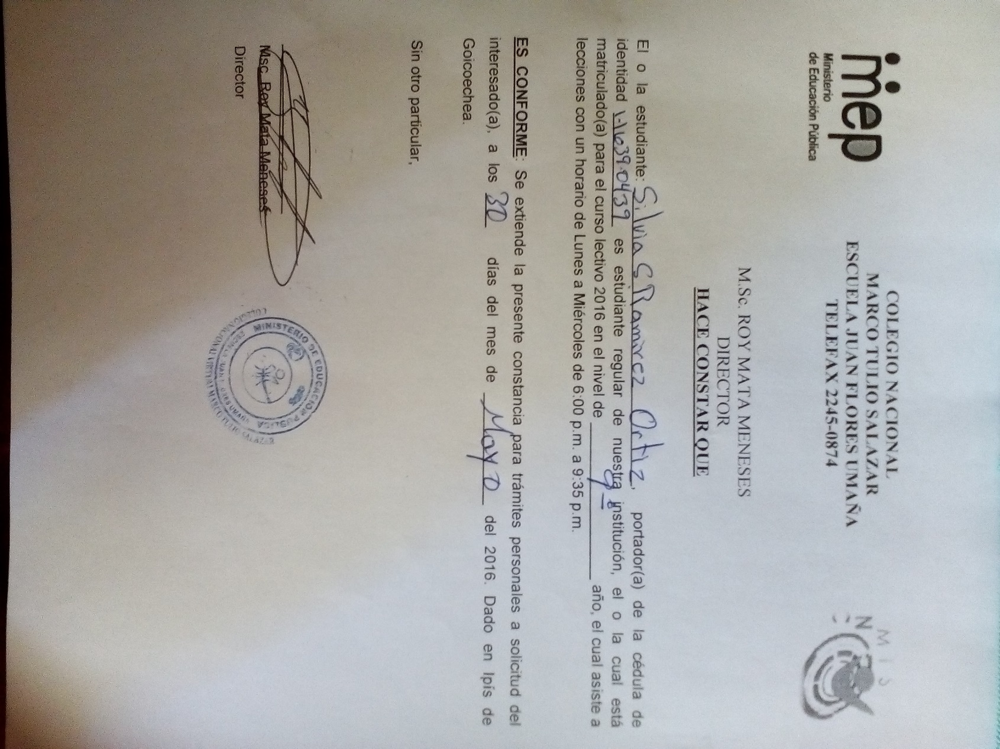 mep
Ministerio
de Educación Pública
COLEGIO NACIONAL
MARCO TULIO SALAZAR
ESCUELA JUAN FLORES UMAÑA
TELEFAX 2245-0874
M.Sc. ROY MATA MENESES
DIRECTOR
HACE CONSTAR QUE
El o la estudiante: Silvia S Ramirez Ortiz, portador(a) de la cédula de
identidad 1-1639-0439 es estudiante regular de nuestra institución, el o la cual está
matriculado(a) para el curso lectivo 2016 en el nivel de año, el cual asiste a
lecciones con un horario de Lunes a Miércoles de 6:00 p.m. a 9:35 p.m.
ES CONFORME: Se extiende la presente constancia para trámites personales a solicitud del
interesado(a), a los 30 días del mes de Mayo del 2016. Dado en Ipís de
Goicoechea.
Sin otro particular,
Msc. Roy Mata Meneses
Director
MINISTERIO DE EDUCACION PUBLICA
MARCO TULIO SALAZAR